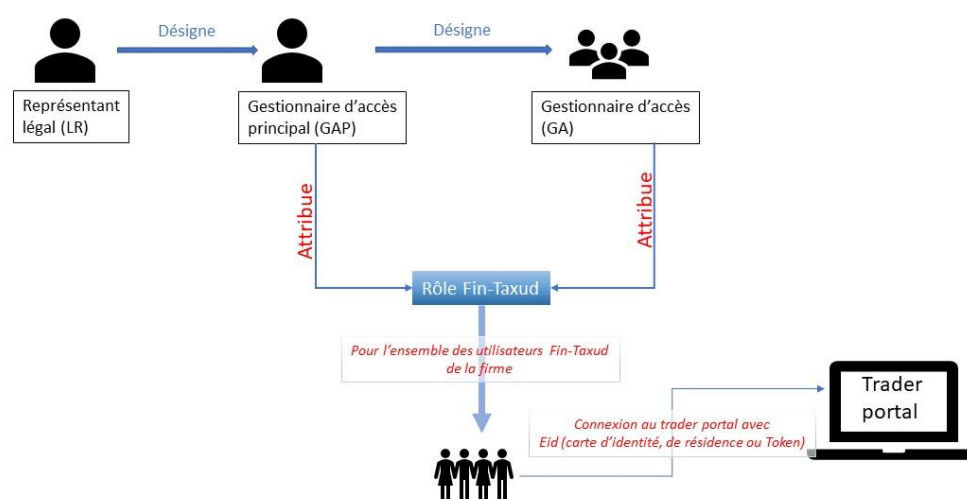 Désigne
Désigne
Représentant
légal (LR)
Gestionnaire d'accès
principal (GAP)
Gestionnaire d'accès
(GA)
Attribue
Attribue
Rôle Fin-Taxud
Pour l'ensemble des utilisateurs Fin-Taxud
de la firme
Trader
portal
Connexion au trader portal avec
Eid (carte d'identité, de résidence ou Token)